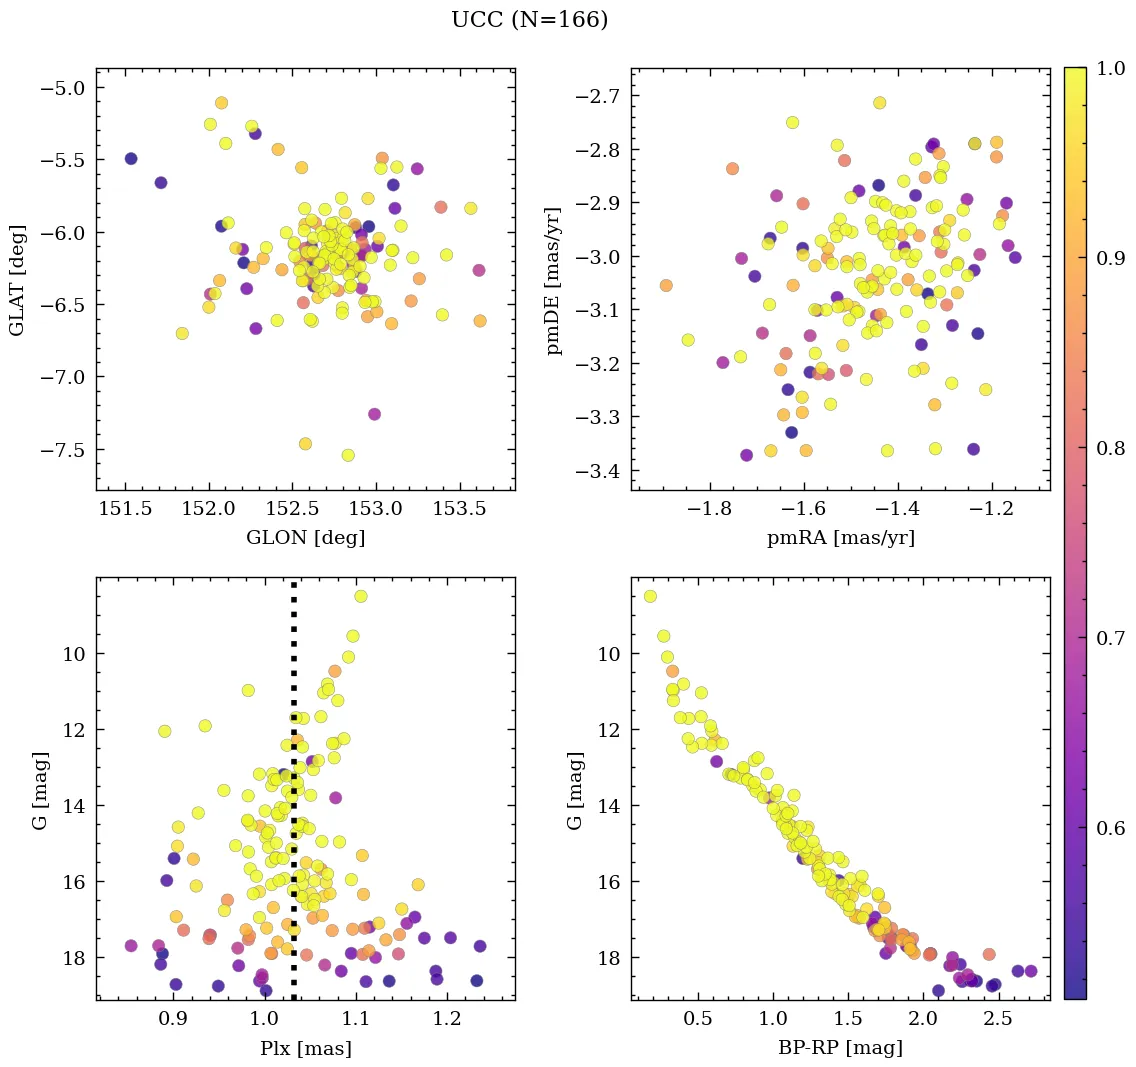 UCC (N=166)
−5.0
−5.5
−6.0
−6.5
−7.0
−7.5
GLAT [deg]
151.5 152.0 152.5 153.0 153.5
GLON [deg]
−2.7
−2.8
−2.9
−3.0
−3.1
−3.2
−3.3
−3.4
pmDE [mas/yr]
−1.8 −1.6 −1.4 −1.2
pmRA [mas/yr]
1.0
0.9
0.8
0.7
0.6
10
12
14
16
18
G [mag]
0.9 1.0 1.1 1.2
Plx [mas]
10
12
14
16
18
G [mag]
0.5 1.0 1.5 2.0 2.5
BP-RP [mag]